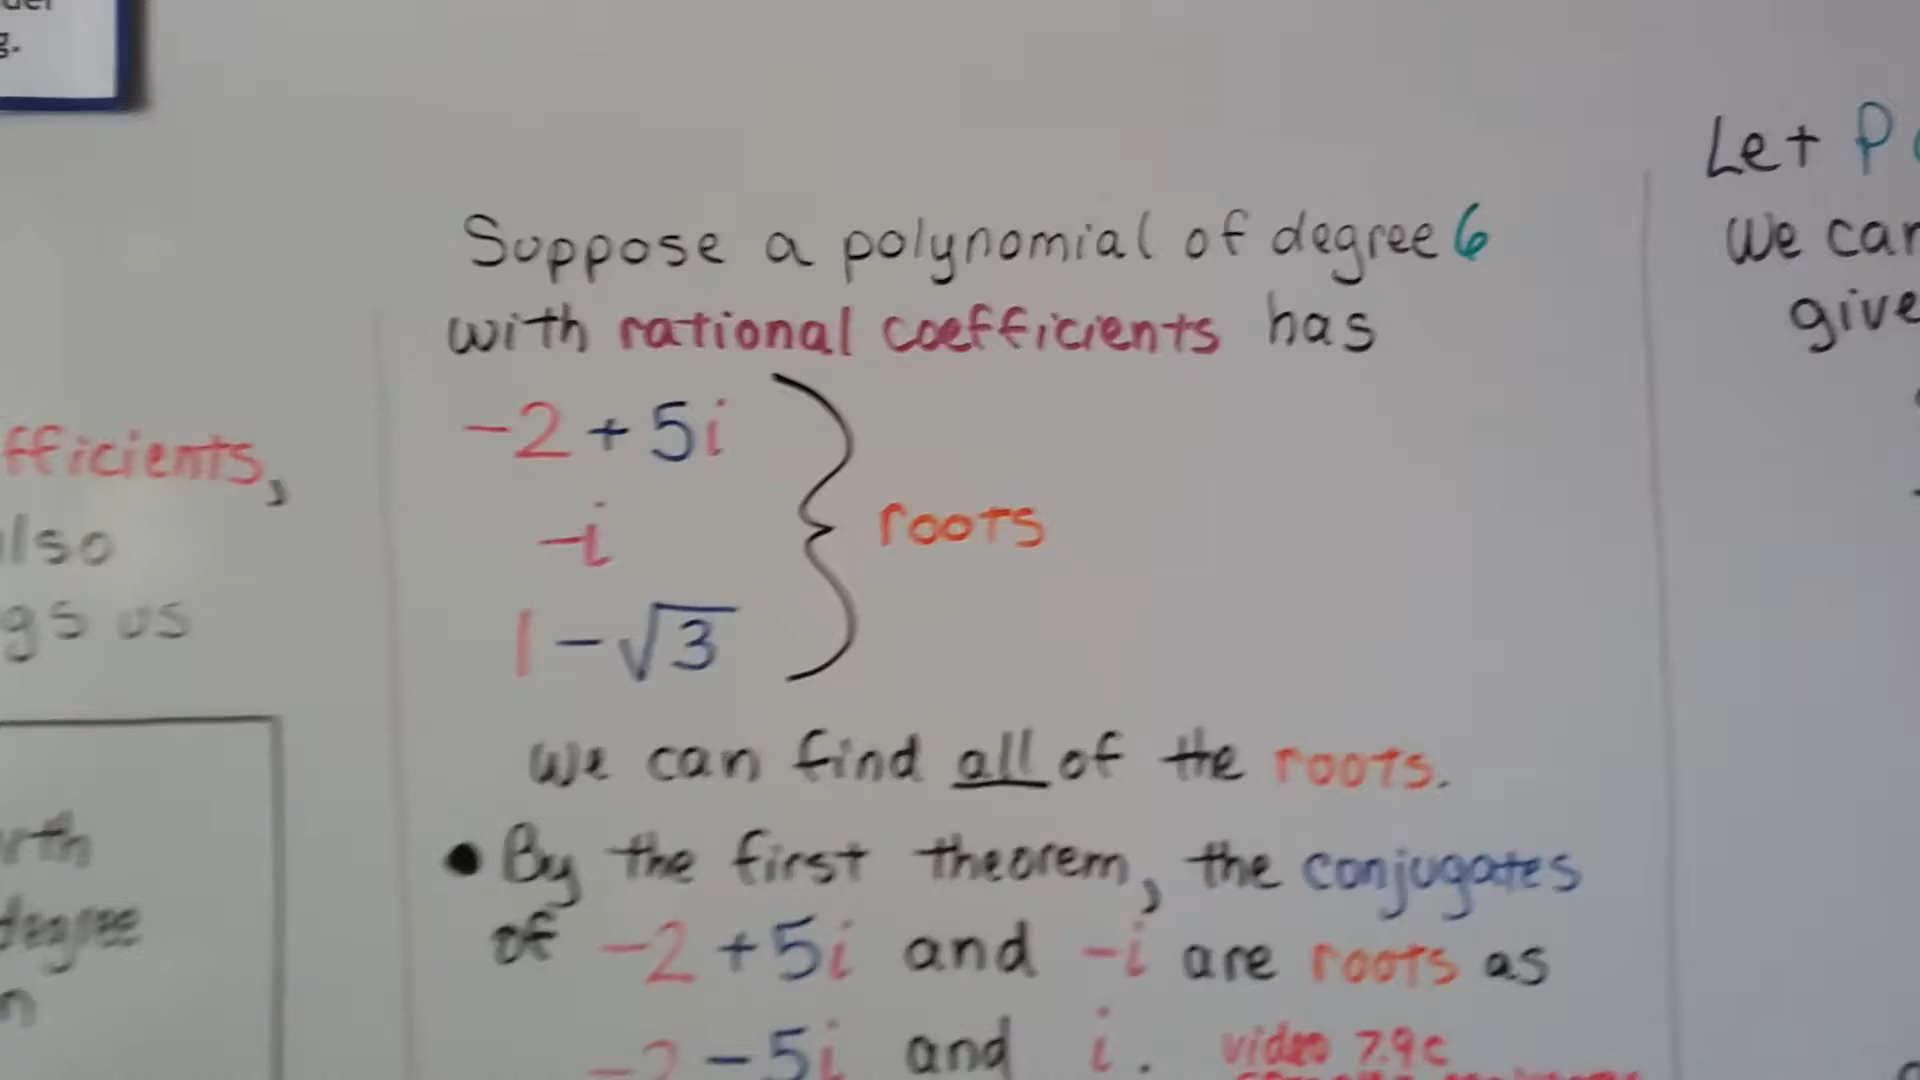 g.
fficients,
also
gs us
rth
degree
n
Suppose a polynomial of degree 6
with rational coefficients has
-2 + 5i
-i
1 - √3
roots
we can find all of the roots.
• By the first theorem, the conjugates
of -2 + 5i and -i are roots as
-2 - 5i and i. video 7.9c
Let P
We can
give